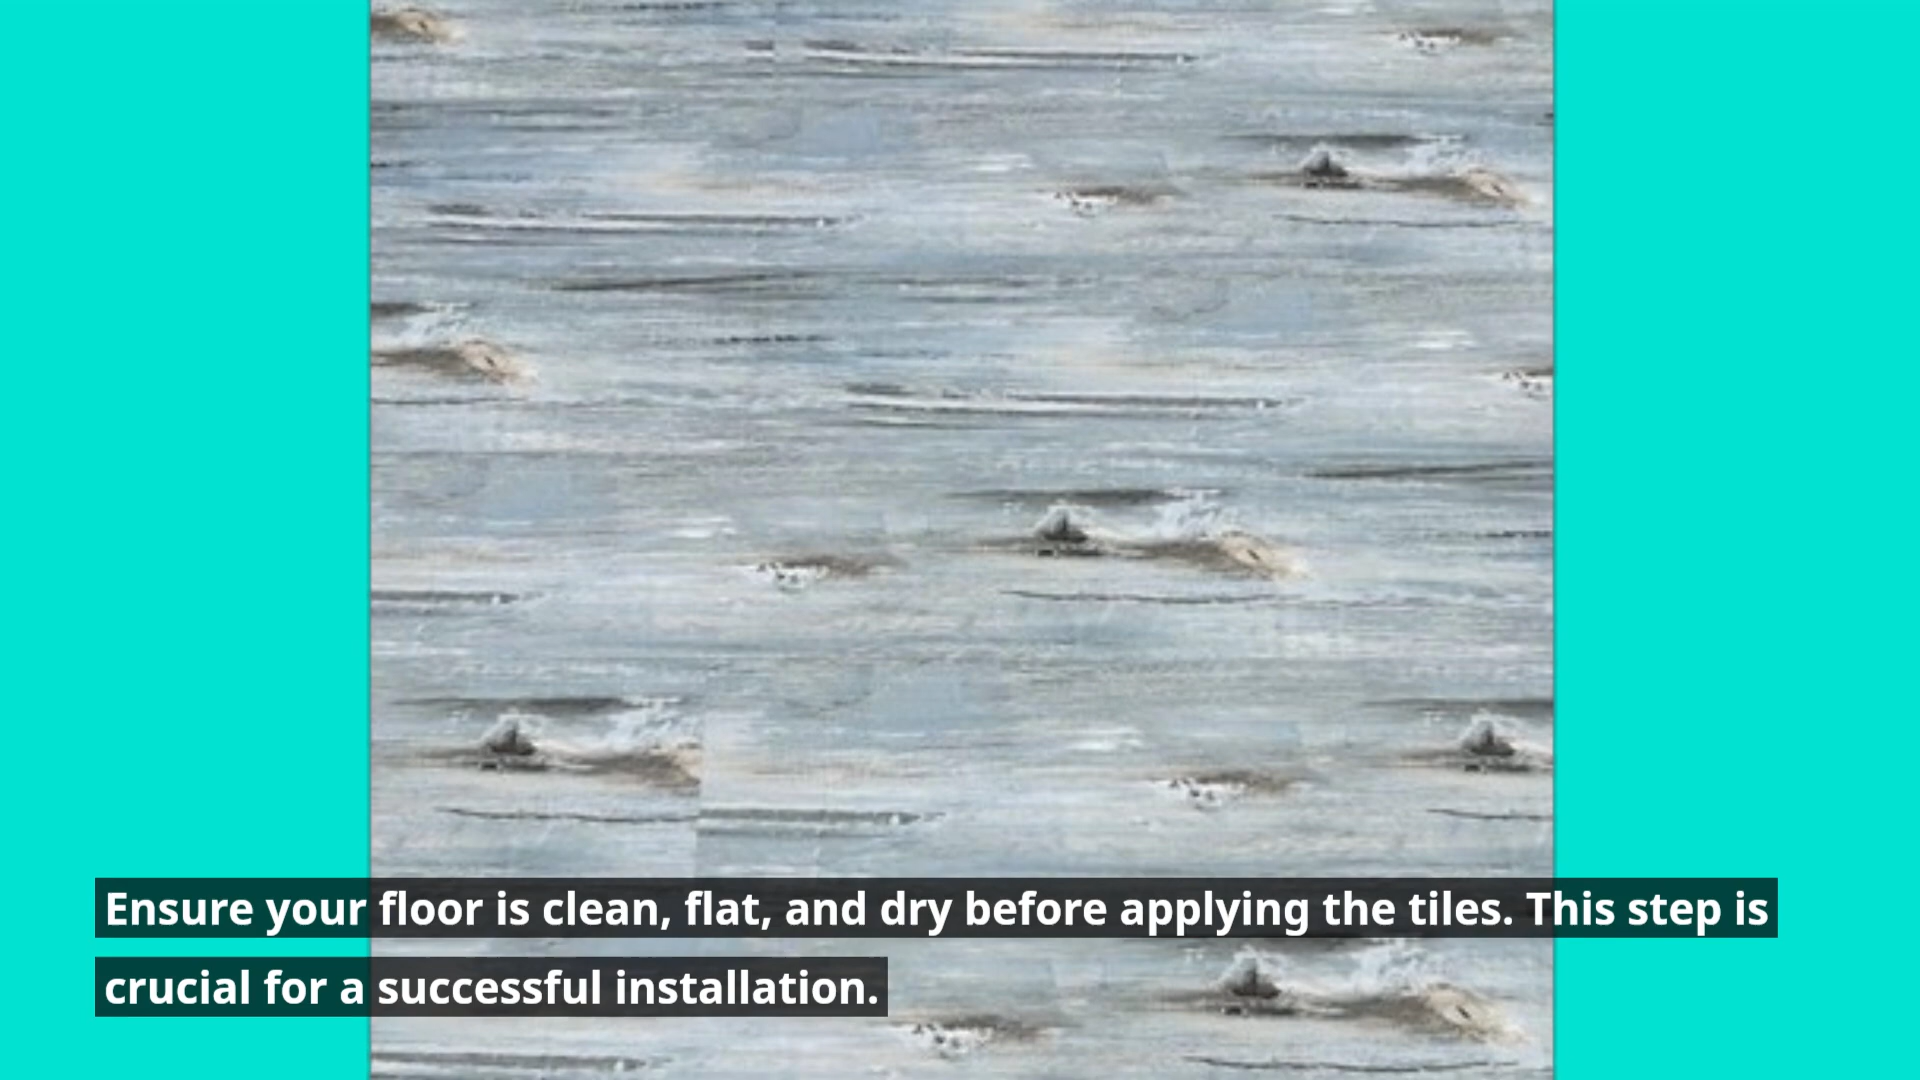 Ensure your floor is clean, flat, and dry before applying the tiles. This step is
crucial for a successful installation.